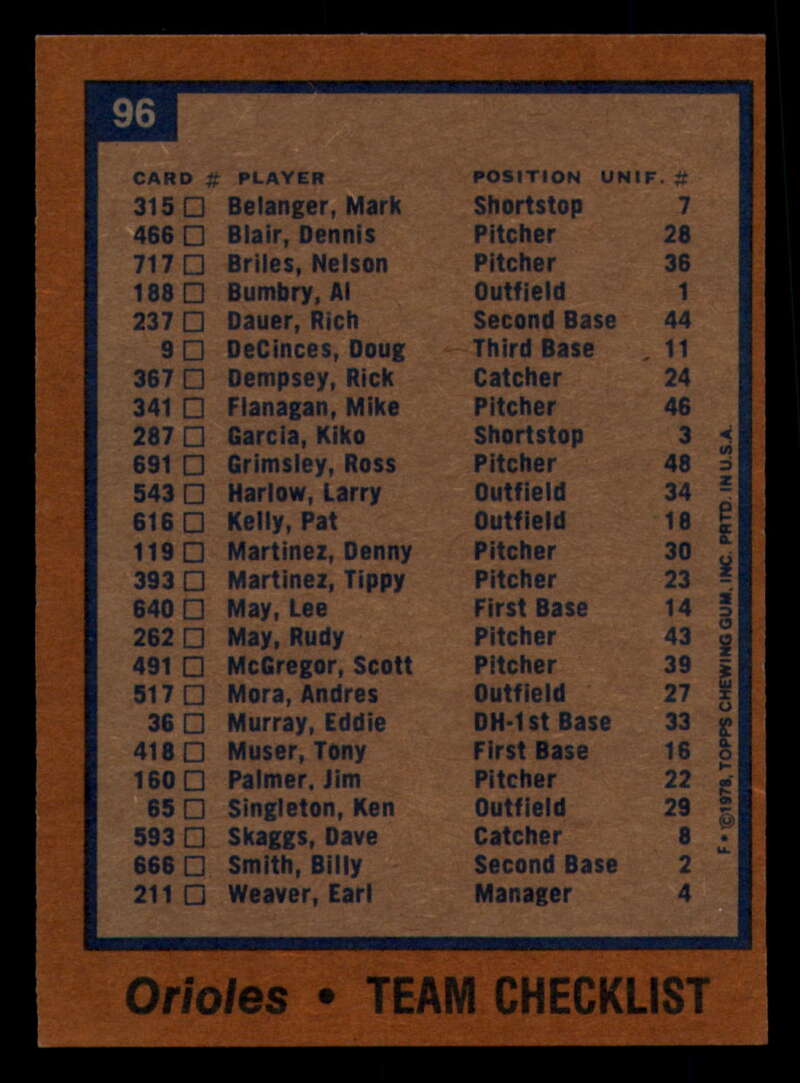 96
CARD # PLAYER POSITION UNIF. #
315 Belanger, Mark Shortstop 7
466 Blair, Dennis Pitcher 28
717 Briles, Nelson Pitcher 36
188 Bumbry, Al Outfield 1
237 Dauer, Rich Second Base 44
9 DeCinces, Doug Third Base 11
367 Dempsey, Rick Catcher 24
341 Flanagan, Mike Pitcher 46
287 Garcia, Kiko Shortstop 3
691 Grimsley, Ross Pitcher 48
543 Harlow, Larry Outfield 34
616 Kelly, Pat Outfield 18
119 Martinez, Denny Pitcher 30
393 Martinez, Tippy Pitcher 23
640 May, Lee First Base 14
262 May, Rudy Pitcher 43
491 McGregor, Scott Pitcher 39
517 Mora, Andres Outfield 27
36 Murray, Eddie DH-1st Base 33
418 Muser, Tony First Base 16
160 Palmer, Jim Pitcher 22
65 Singleton, Ken Outfield 29
593 Skaggs, Dave Catcher 8
666 Smith, Billy Second Base 2
211 Weaver, Earl Manager 4
F • ©1978, TOPPS CHEWING GUM, INC. PRTD. IN U.S.A.
Orioles • TEAM CHECKLIST